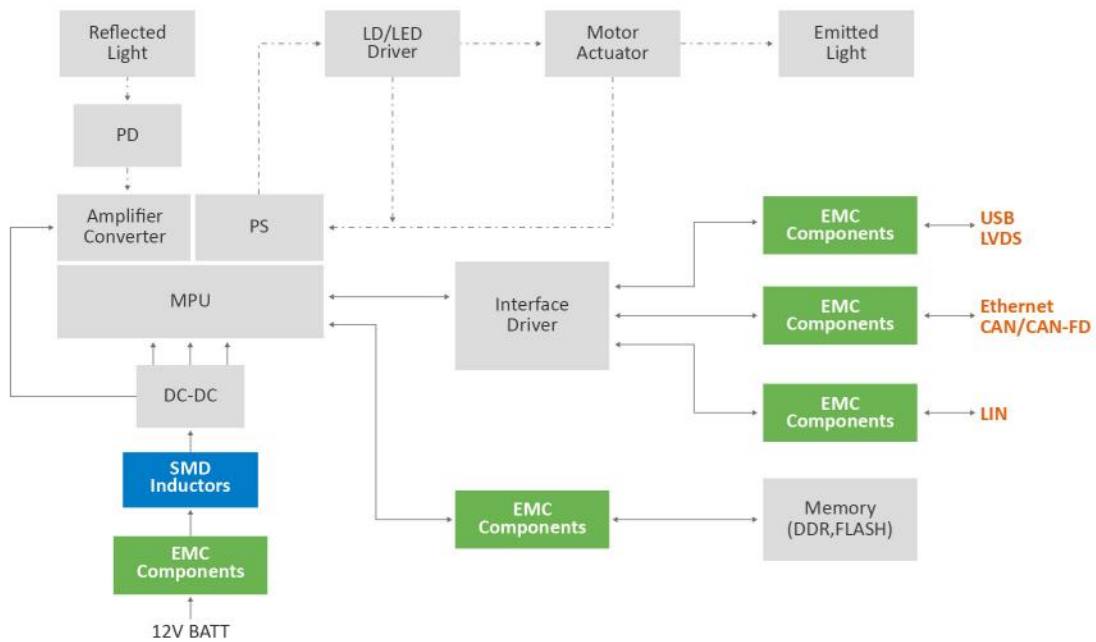 Reflected
Light
LD/LED
Driver
Motor
Actuator
Emitted
Light
PD
Amplifier
Converter
PS
EMC
Components
USB
LVDS
MPU
Interface
Driver
EMC
Components
Ethernet
CAN/CAN-FD
DC-DC
EMC
Components
LIN
SMD
Inductors
EMC
Components
Memory
(DDR,FLASH)
EMC
Components
12V BATT